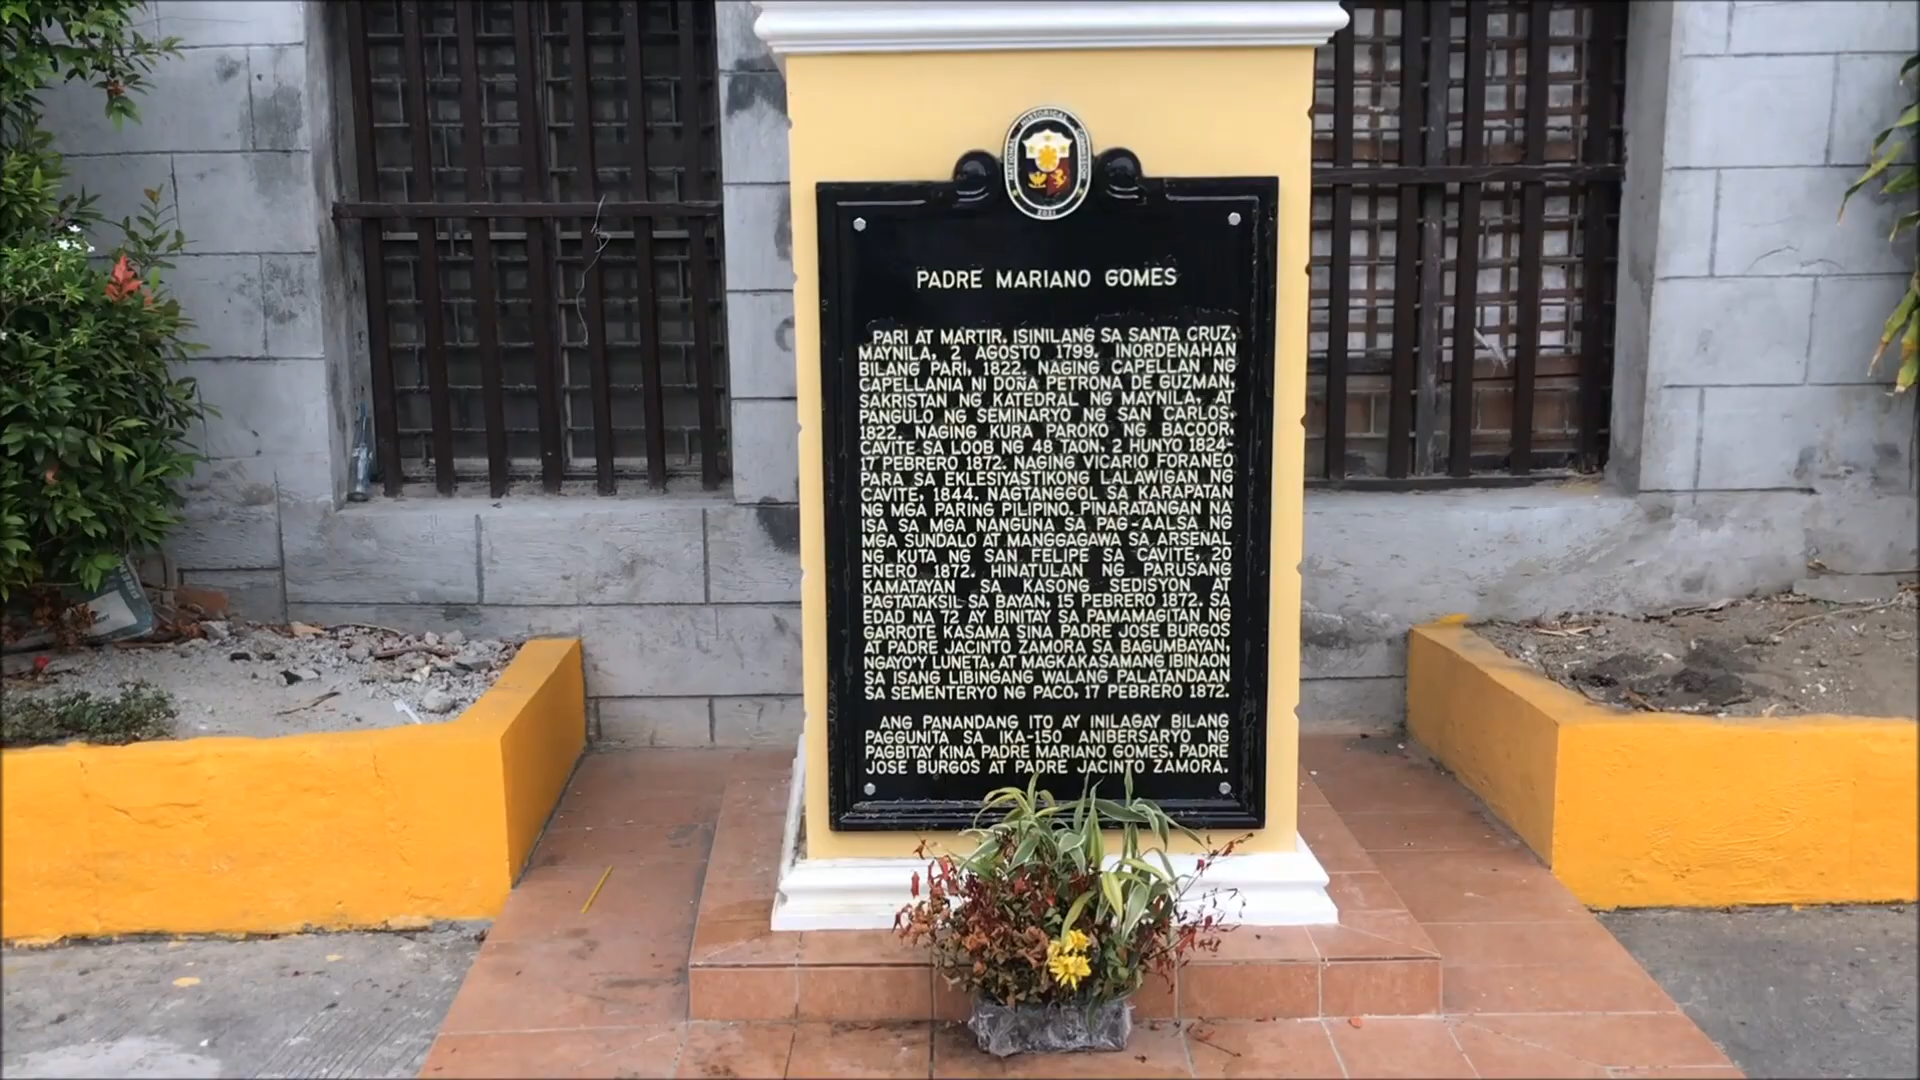 NATIONAL HISTORICAL COMMISSION
2021
PADRE MARIANO GOMES
PARI AT MARTIR. ISINILANG SA SANTA CRUZ,
MAYNILA, 2 AGOSTO 1799. INORDENAHAN
BILANG PARI, 1822. NAGING CAPELLAN NG
CAPELLANIA NI DOÑA PETRONA DE GUZMAN,
SAKRISTAN NG KATEDRAL NG MAYNILA, AT
PANGULO NG SEMINARYO NG SAN CARLOS,
1822. NAGING KURA PAROKO NG BACOOR,
CAVITE SA LOOB NG 48 TAON, 2 HUNYO 1824-
17 PEBRERO 1872. NAGING VICARIO FORANEO
PARA SA EKLESIYASTIKONG LALAWIGAN NG
CAVITE, 1844. NAGTANGGOL SA KARAPATAN
NG MGA PARING PILIPINO. PINARATANGAN NA
ISA SA MGA NANGUNA SA PAG-AALSA NG
MGA SUNDALO AT MANGGAGAWA SA ARSENAL
NG KUTA NG SAN FELIPE SA CAVITE, 20
ENERO 1872. HINATULAN NG PARUSANG
KAMATAYAN SA KASONG SEDISYON AT
PAGTATAKSIL SA BAYAN, 15 PEBRERO 1872. SA
EDAD NA 72 AY BINITAY SA PAMAMAGITAN NG
GARROTE KASAMA SINA PADRE JOSE BURGOS
AT PADRE JACINTO ZAMORA SA BAGUMBAYAN,
NGAYO'Y LUNETA, AT MAGKAKASAMANG IBINAON
SA ISANG LIBINGANG WALANG PALATANDAAN
SA SEMENTERYO NG PACO, 17 PEBRERO 1872.
ANG PANANDANG ITO AY INILAGAY BILANG
PAGGUNITA SA IKA-150 ANIBERSARYO NG
PAGBITAY KINA PADRE MARIANO GOMES, PADRE
JOSE BURGOS AT PADRE JACINTO ZAMORA.